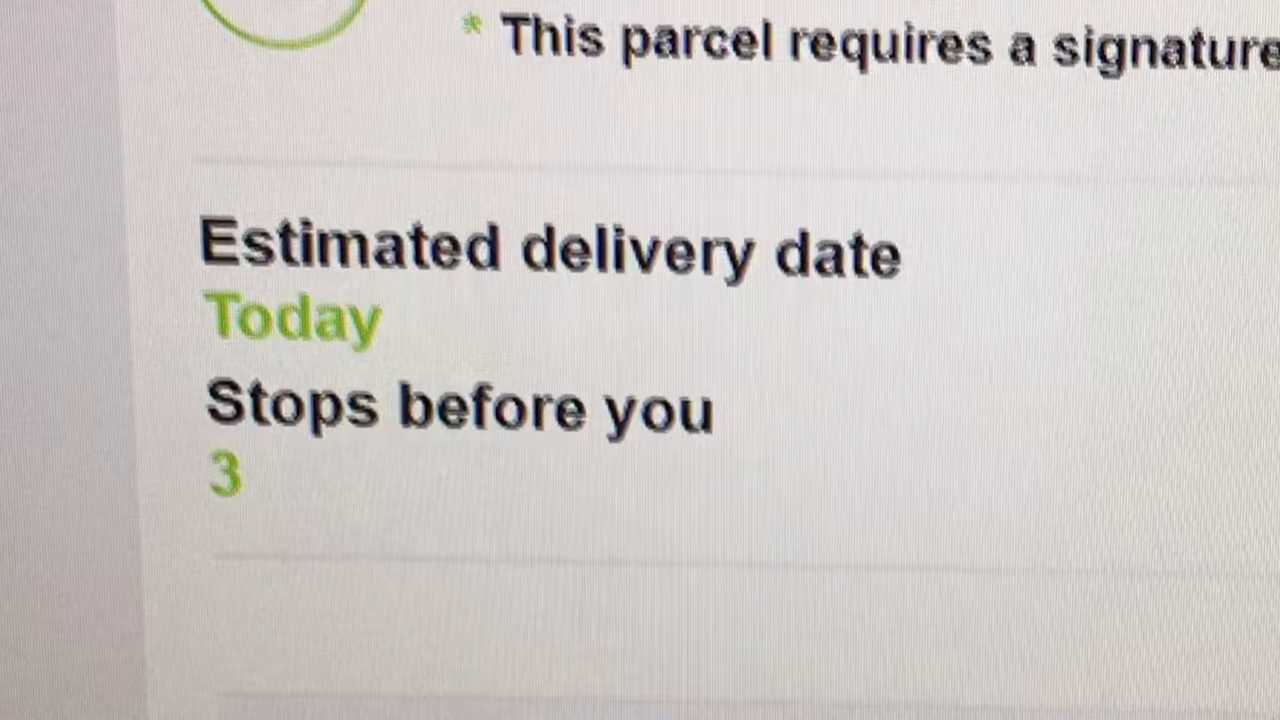 * This parcel requires a signature
Estimated delivery date
Today
Stops before you
3